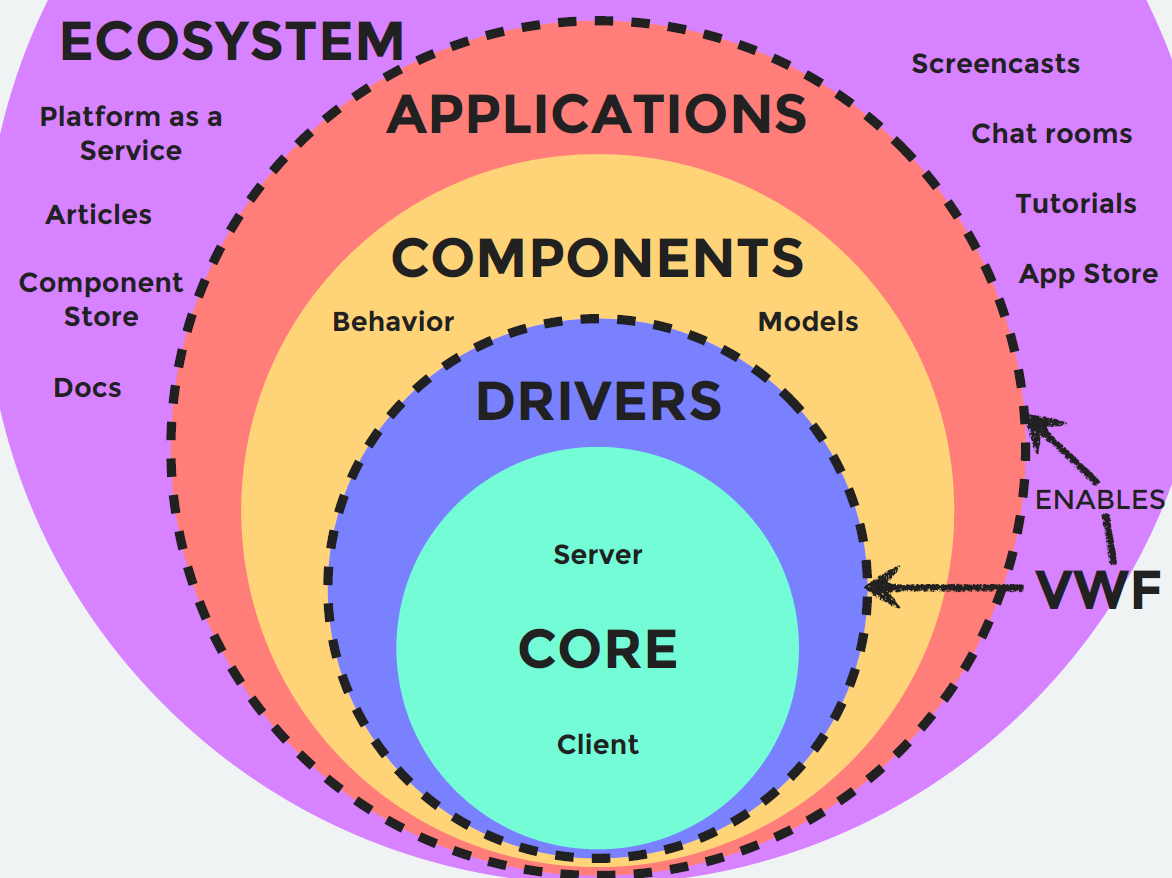 ECOSYSTEM
Platform as a
Service
Articles
Component
Store
Docs
APPLICATIONS
COMPONENTS
Behavior
Models
DRIVERS
Server
CORE
Client
Screencasts
Chat rooms
Tutorials
App Store
ENABLES
VWF